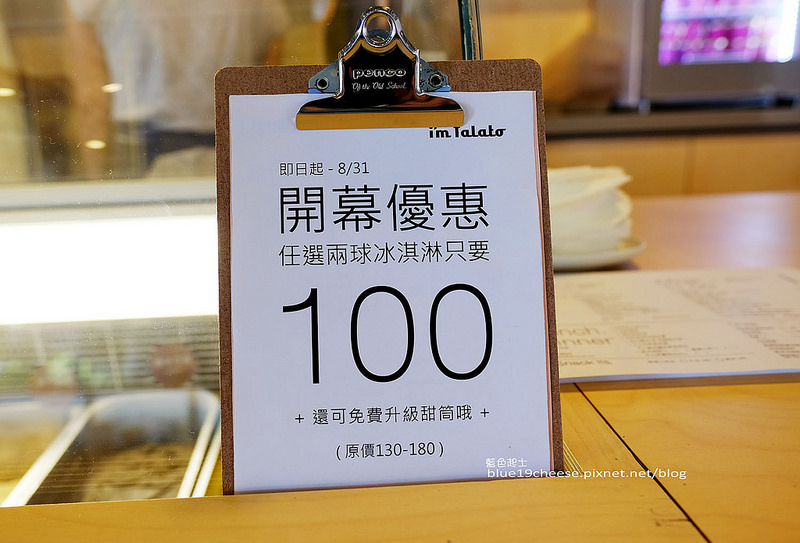 penco
Of the Old School.
i'm talato
即日起 - 8/31
開幕優惠
任選兩球冰淇淋只要
100
+ 還可免費升級甜筒哦 +
(原價130-180)
藍色起士
blue19cheese.pixnet.net/blog